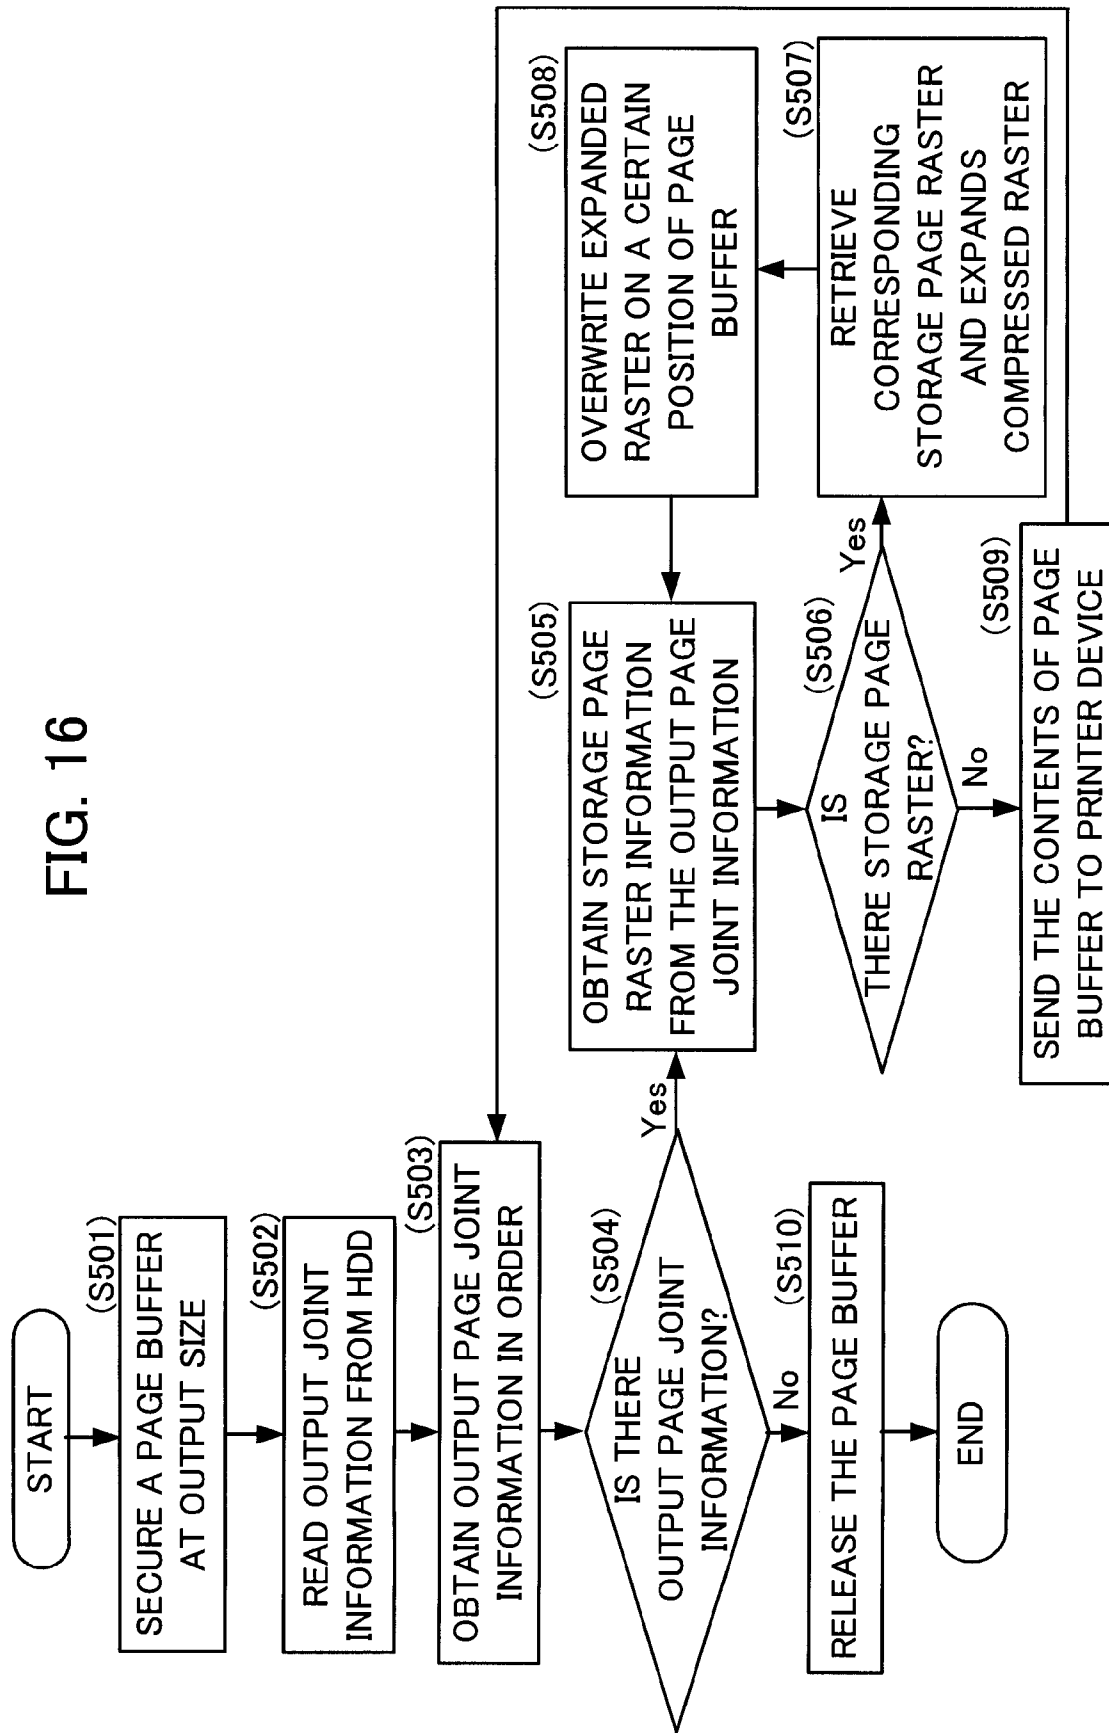 FIG. 16
START
(S501)
SECURE A PAGE BUFFER
AT OUTPUT SIZE
(S502)
READ OUTPUT JOINT
INFORMATION FROM HDD
(S503)
OBTAIN OUTPUT PAGE JOINT
INFORMATION IN ORDER
(S504)
IS THERE
OUTPUT PAGE JOINT
INFORMATION?
Yes
No
(S510)
RELEASE THE PAGE BUFFER
END
(S505)
OBTAIN STORAGE PAGE
RASTER INFORMATION
FROM THE OUTPUT PAGE
JOINT INFORMATION
(S506)
IS
THERE STORAGE PAGE
RASTER?
Yes
No
(S509)
SEND THE CONTENTS OF PAGE
BUFFER TO PRINTER DEVICE
(S508)
OVERWRITE EXPANDED
RASTER ON A CERTAIN
POSITION OF PAGE
BUFFER
(S507)
RETRIEVE
CORRESPONDING
STORAGE PAGE RASTER
AND EXPANDS
COMPRESSED RASTER